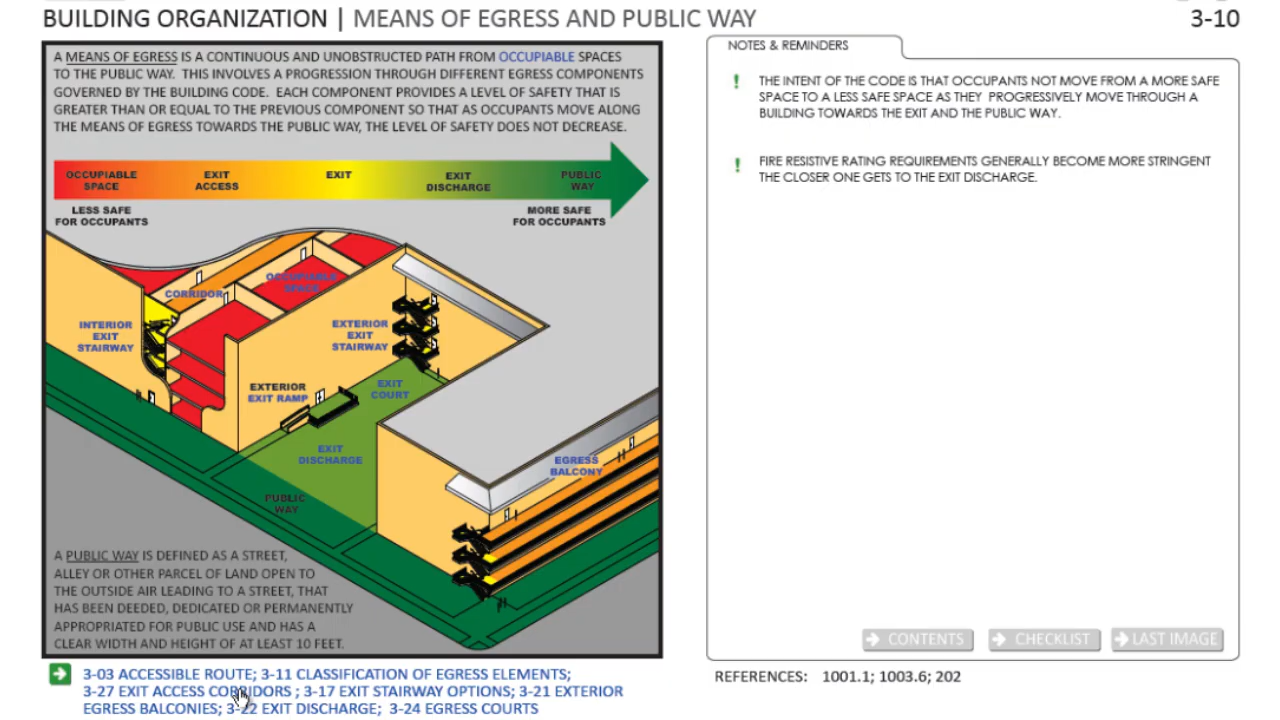 BUILDING ORGANIZATION | MEANS OF EGRESS AND PUBLIC WAY
3-10
A MEANS OF EGRESS IS A CONTINUOUS AND UNOBSTRUCTED PATH FROM OCCUPIABLE SPACES
TO THE PUBLIC WAY. THIS INVOLVES A PROGRESSION THROUGH DIFFERENT EGRESS COMPONENTS
GOVERNED BY THE BUILDING CODE. EACH COMPONENT PROVIDES A LEVEL OF SAFETY THAT IS
GREATER THAN OR EQUAL TO THE PREVIOUS COMPONENT SO THAT AS OCCUPANTS MOVE ALONG
THE MEANS OF EGRESS TOWARDS THE PUBLIC WAY, THE LEVEL OF SAFETY DOES NOT DECREASE.
OCCUPIABLE
SPACE
EXIT
ACCESS
EXIT
EXIT
DISCHARGE
PUBLIC
WAY
LESS SAFE
FOR OCCUPANTS
MORE SAFE
FOR OCCUPANTS
OCCUPIABLE
SPACE
CORRIDOR
INTERIOR
EXIT
STAIRWAY
EXTERIOR
EXIT
STAIRWAY
EXTERIOR
EXIT RAMP
EXIT
COURT
EXIT
DISCHARGE
EGRESS
BALCONY
PUBLIC
WAY
A PUBLIC WAY IS DEFINED AS A STREET,
ALLEY OR OTHER PARCEL OF LAND OPEN TO
THE OUTSIDE AIR LEADING TO A STREET, THAT
HAS BEEN DEEDED, DEDICATED OR PERMANENTLY
APPROPRIATED FOR PUBLIC USE AND HAS A
CLEAR WIDTH AND HEIGHT OF AT LEAST 10 FEET.
3-03 ACCESSIBLE ROUTE; 3-11 CLASSIFICATION OF EGRESS ELEMENTS;
3-27 EXIT ACCESS CORRIDORS ; 3-17 EXIT STAIRWAY OPTIONS; 3-21 EXTERIOR
EGRESS BALCONIES; 3-22 EXIT DISCHARGE; 3-24 EGRESS COURTS
NOTES & REMINDERS
! THE INTENT OF THE CODE IS THAT OCCUPANTS NOT MOVE FROM A MORE SAFE
SPACE TO A LESS SAFE SPACE AS THEY PROGRESSIVELY MOVE THROUGH A
BUILDING TOWARDS THE EXIT AND THE PUBLIC WAY.
! FIRE RESISTIVE RATING REQUIREMENTS GENERALLY BECOME MORE STRINGENT
THE CLOSER ONE GETS TO THE EXIT DISCHARGE.
CONTENTS
CHECKLIST
LAST IMAGE
REFERENCES: 1001.1; 1003.6; 202